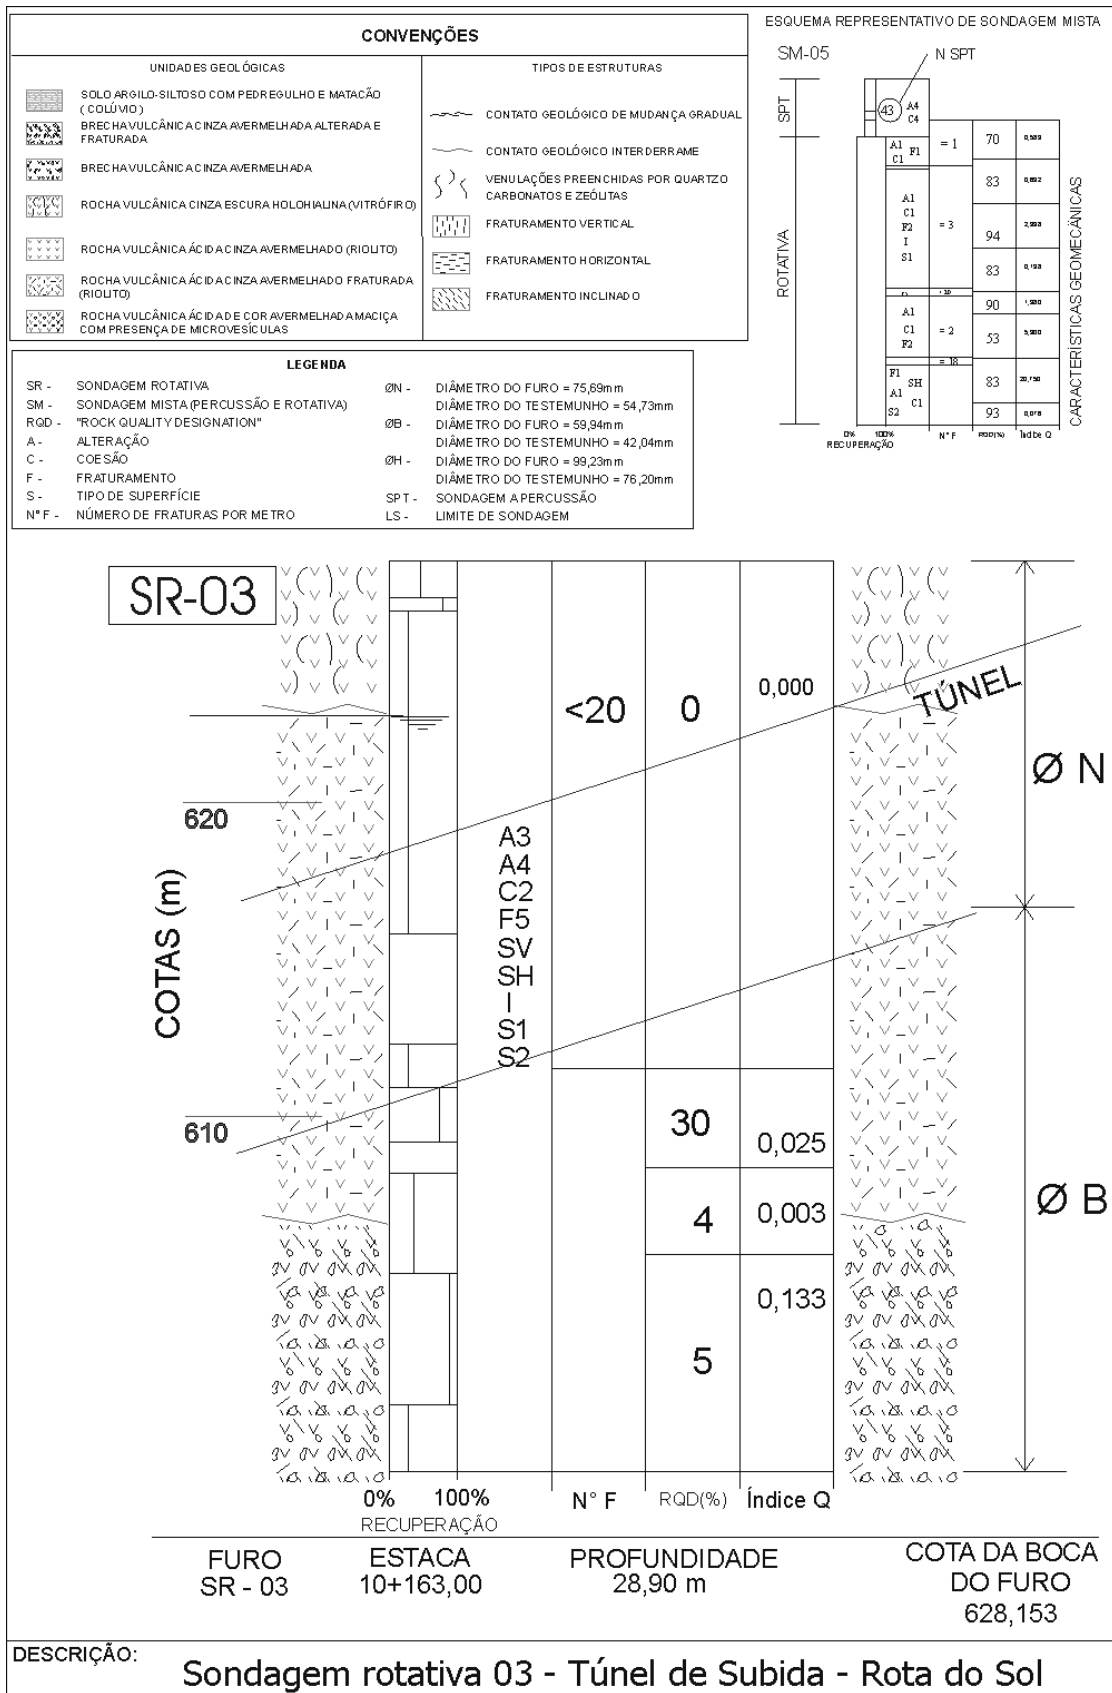 CONVENÇÕES
UNIDADES GEOLÓGICAS
SOLO ARGILO-SILTOSO COM PEDREGULHO E MATACÃO
(COLÚVIO)
BRECHA VULCÂNICA CINZA AVERMELHADA ALTERADA E
FRATURADA
BRECHA VULCÂNICA CINZA AVERMELHADA
ROCHA VULCÂNICA CINZA ESCURA HOLOHIALINA (VITRÓFIRO)
ROCHA VULCÂNICA ÁCIDA CINZA AVERMELHADO (RIOLITO)
ROCHA VULCÂNICA ÁCIDA CINZA AVERMELHADO FRATURADA
(RIOLITO)
ROCHA VULCÂNICA ÁCIDA DE COR AVERMELHADA MACIÇA
COM PRESENÇA DE MICROVESÍCULAS
TIPOS DE ESTRUTURAS
CONTATO GEOLÓGICO DE MUDANÇA GRADUAL
CONTATO GEOLÓGICO INTERDERRAME
VENULAÇÕES PREENCHIDAS POR QUARTZO
CARBONATOS E ZEÓLITAS
FRATURAMENTO VERTICAL
FRATURAMENTO HORIZONTAL
FRATURAMENTO INCLINADO
ESQUEMA REPRESENTATIVO DE SONDAGEM MISTA
SM-05
N SPT
SPT
43
A4
C4
ROTATIVA
A1 F1
C1
= 1
70
A1
C1
F2
I
S1
= 3
83
94
83
A1
C1
F2
= 2
90
53
= 18
F1
SH
A1
C1
S2
83
20,750
93
0%
100%
RECUPERAÇÃO
N° F
RQD(%)
Índice Q
CARACTERÍSTICAS GEOMECÂNICAS
LEGENDA
SR - SONDAGEM ROTATIVA
SM - SONDAGEM MISTA (PERCUSSÃO E ROTATIVA)
RQD - "ROCK QUALITY DESIGNATION"
A - ALTERAÇÃO
C - COESÃO
F - FRATURAMENTO
S - TIPO DE SUPERFÍCIE
N° F - NÚMERO DE FRATURAS POR METRO
ØN - DIÂMETRO DO FURO = 75,69mm
DIÂMETRO DO TESTEMUNHO = 54,73mm
ØB - DIÂMETRO DO FURO = 59,94mm
DIÂMETRO DO TESTEMUNHO = 42,04mm
ØH - DIÂMETRO DO FURO = 99,23mm
DIÂMETRO DO TESTEMUNHO = 76,20mm
SPT - SONDAGEM A PERCUSSÃO
LS - LIMITE DE SONDAGEM
SR-03
<20
0
0,000
TÚNEL
Ø N
620
COTAS (m)
A3
A4
C2
F5
SV
SH
I
S1
S2
610
30
0,025
4
0,003
Ø B
0,133
5
0% 100%
RECUPERAÇÃO
N° F
RQD(%)
Índice Q
FURO
SR - 03
ESTACA
10+163,00
PROFUNDIDADE
28,90 m
COTA DA BOCA
DO FURO
628,153
DESCRIÇÃO:
Sondagem rotativa 03 - Túnel de Subida - Rota do Sol